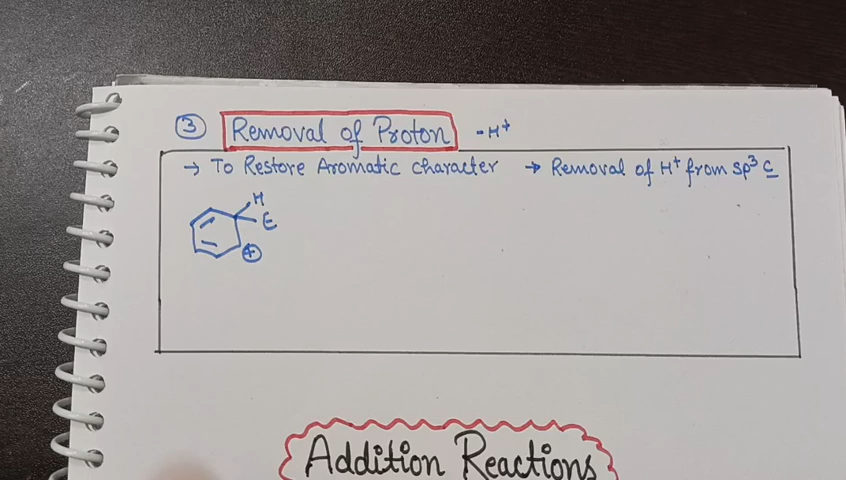 ③ Removal of Proton -H⁺
→ To Restore Aromatic character → Removal of H⁺ from sp³ C
H
E
+
Addition Reactions